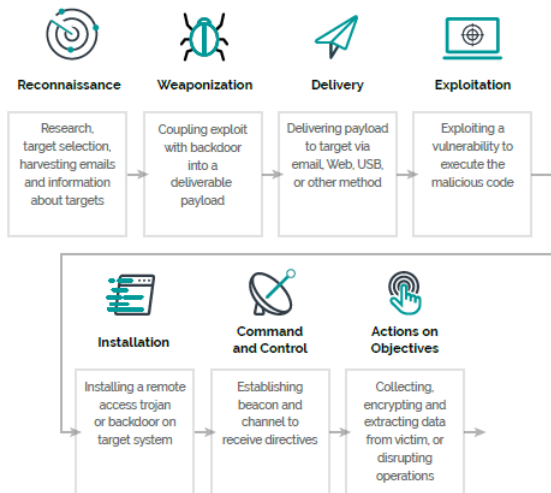 Reconnaissance
Research,
target selection,
harvesting emails
and information
about targets
Weaponization
Coupling exploit
with backdoor
into a
deliverable
payload
Delivery
Delivering payload
to target via
email, Web, USB,
or other method
Exploitation
Exploiting a
vulnerability to
execute the
malicious code
Installation
Installing a remote
access trojan
or backdoor on
target system
Command
and Control
Establishing
beacon and
channel to
receive directives
Actions on
Objectives
Collecting,
encrypting and
extracting data
from victim, or
disrupting
operations